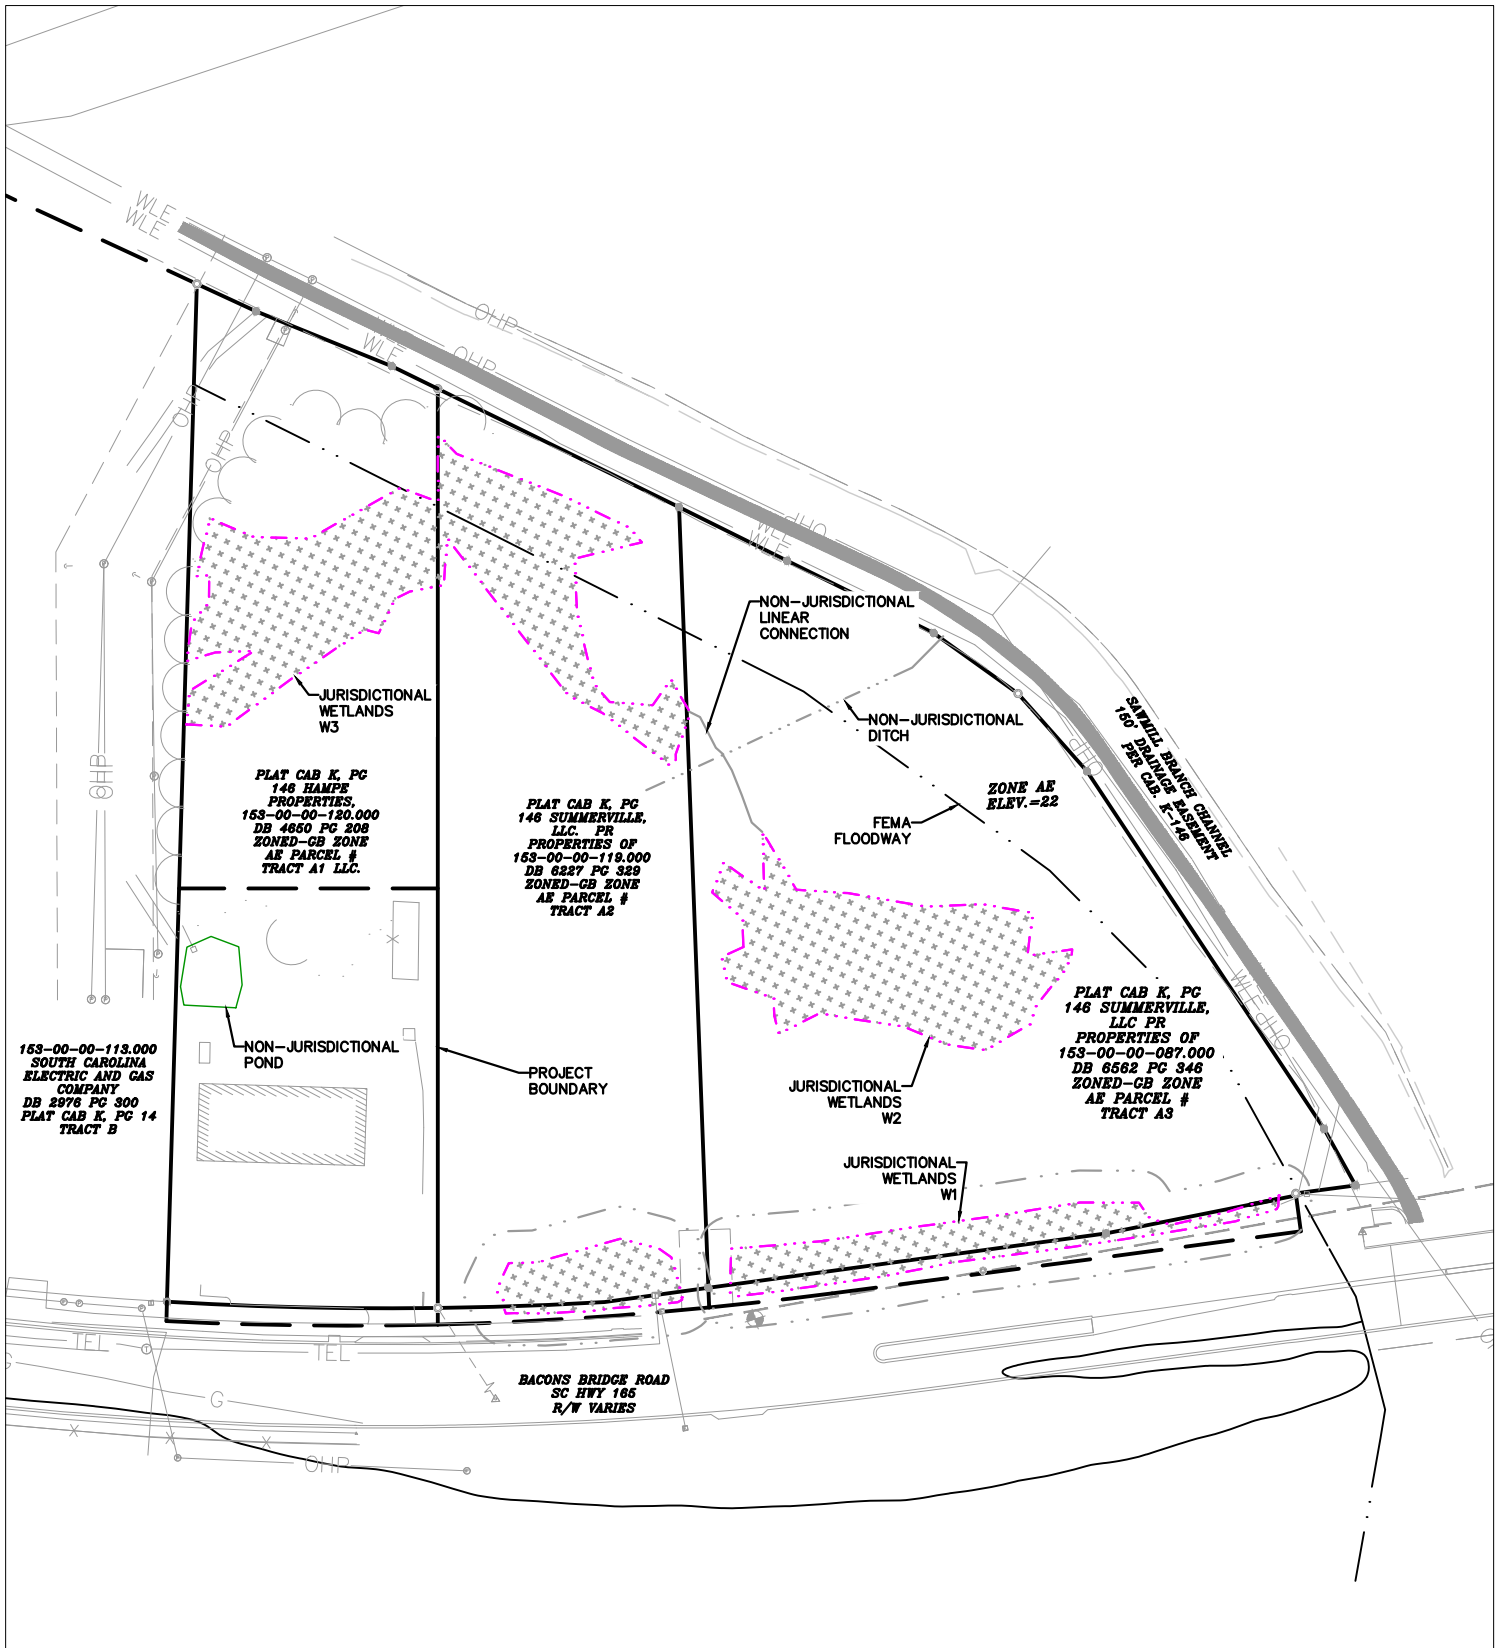 WLE
WLE
OHP
OHP
WLE
OHP
OHP
OHP
WLE
WLE
NON-JURISDICTIONAL
LINEAR
CONNECTION
JURISDICTIONAL
WETLANDS
W3
NON-JURISDICTIONAL
DITCH
SAWMILL BRANCH CHANNEL
150' DRAINAGE EASEMENT
PER CAB. K-146
OHP
OHP
PLAT CAB K, PG
146 HAMPE
PROPERTIES,
153-00-00-120.000
DB 4650 PG 208
ZONED-GB ZONE
AE PARCEL #
TRACT A1 LLC.
PLAT CAB K, PG
146 SUMMERVILLE,
LLC. PR
PROPERTIES OF
153-00-00-119.000
DB 6227 PG 329
ZONED-GB ZONE
AE PARCEL #
TRACT A2
ZONE AE
ELEV.=22
FEMA
FLOODWAY
WLE
OHP
PLAT CAB K, PG
146 SUMMERVILLE,
LLC PR
PROPERTIES OF
153-00-00-087.000
DB 6562 PG 346
ZONED-GB ZONE
AE PARCEL #
TRACT A3
153-00-00-113.000
SOUTH CAROLINA
ELECTRIC AND GAS
COMPANY
DB 2976 PG 300
PLAT CAB K, PG 14
TRACT B
NON-JURISDICTIONAL
POND
PROJECT
BOUNDARY
JURISDICTIONAL
WETLANDS
W2
JURISDICTIONAL
WETLANDS
W1
TEL
TEL
G
BACONS BRIDGE ROAD
SC HWY 165
R/W VARIES
OHP